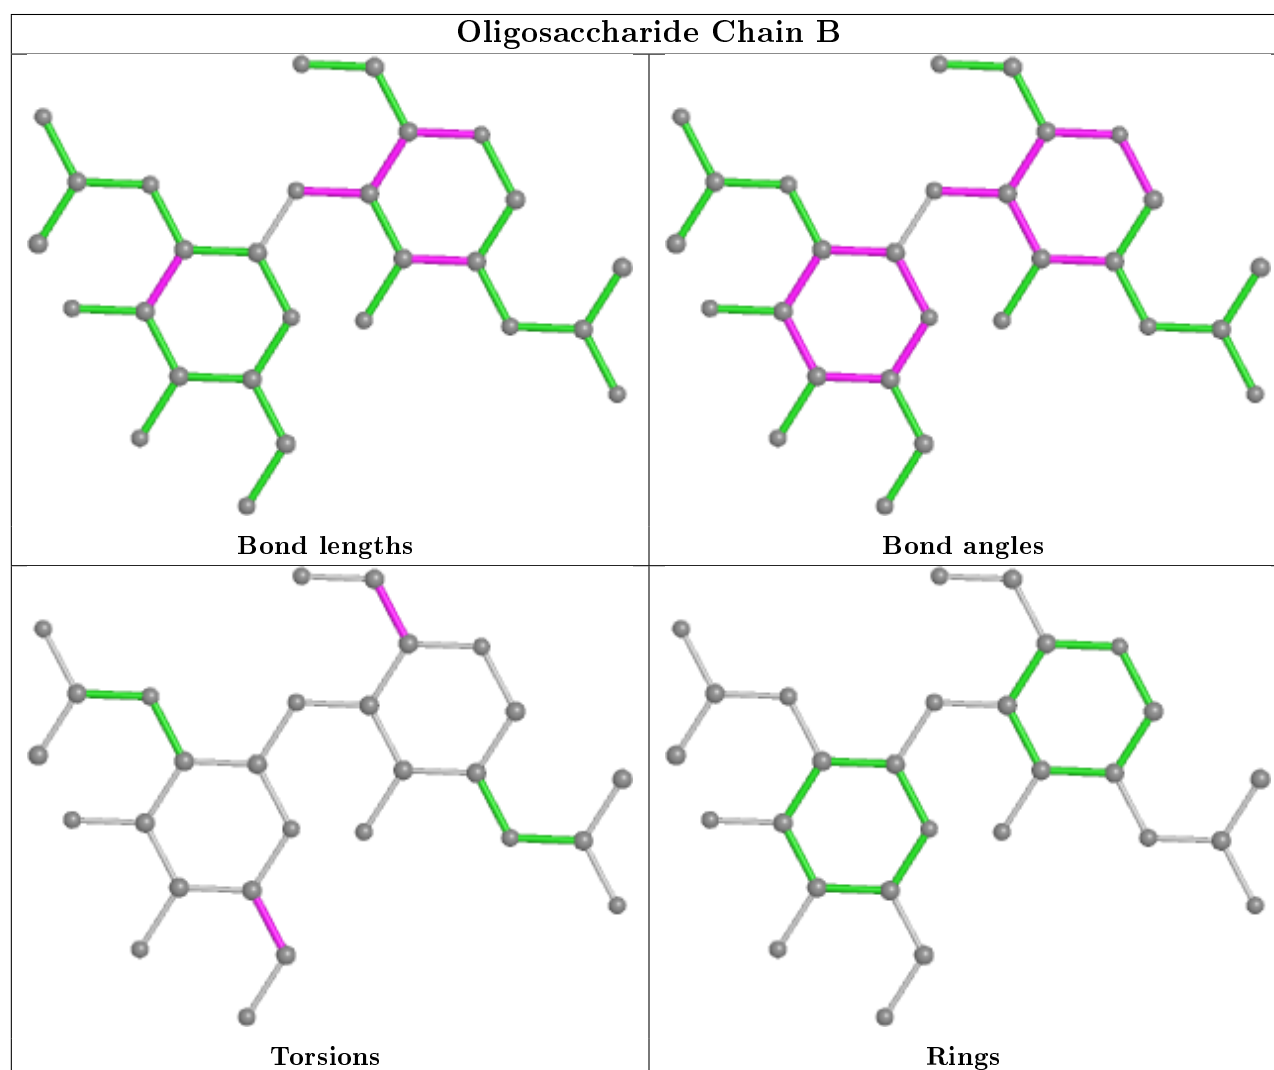 Oligosaccharide Chain B
Bond lengths
Bond angles
Torsions
Rings